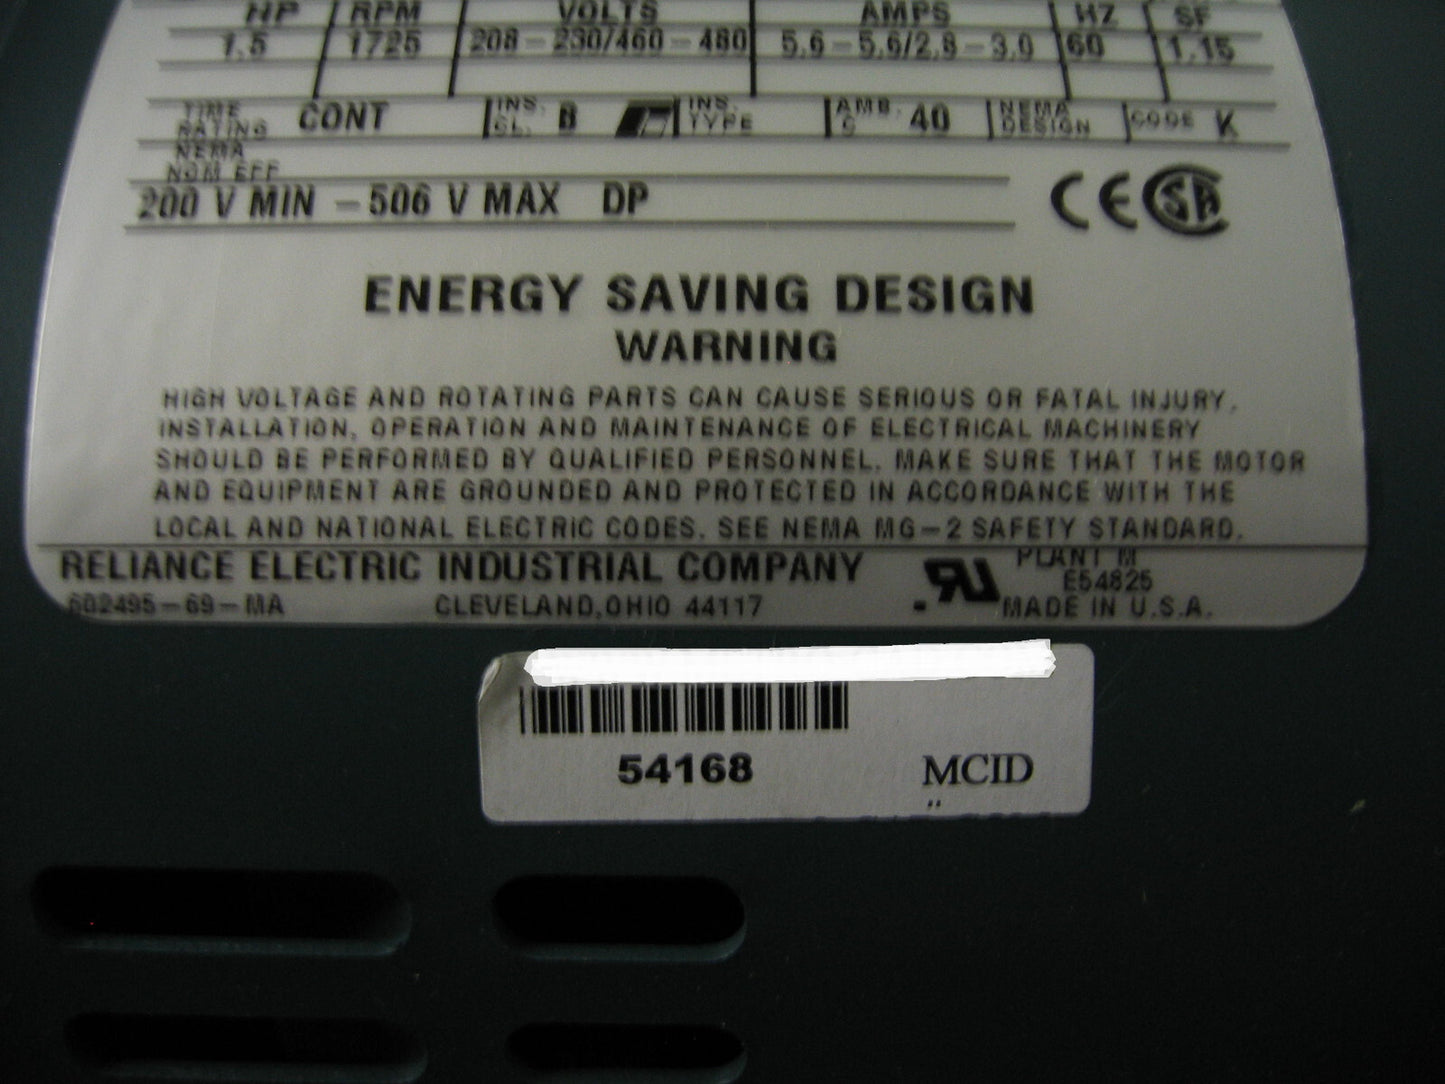 HP RPM VOLTS AMPS HZ SF
1.5 1725 208-230/460-480 5.6-5.6/2.8-3.0 60 1.15
TIME RATING CONT INS. CL. B INS. TYPE AMB. C 40 NEMA DESIGN CODE K
NEMA
NOM EFF
200 V MIN - 506 V MAX DP
CE SA
ENERGY SAVING DESIGN
WARNING
HIGH VOLTAGE AND ROTATING PARTS CAN CAUSE SERIOUS OR FATAL INJURY.
INSTALLATION, OPERATION AND MAINTENANCE OF ELECTRICAL MACHINERY
SHOULD BE PERFORMED BY QUALIFIED PERSONNEL. MAKE SURE THAT THE MOTOR
AND EQUIPMENT ARE GROUNDED AND PROTECTED IN ACCORDANCE WITH THE
LOCAL AND NATIONAL ELECTRIC CODES. SEE NEMA MG-2 SAFETY STANDARD.
RELIANCE ELECTRIC INDUSTRIAL COMPANY PLANT M
E54825
602495-69-MA CLEVELAND, OHIO 44117 MADE IN U.S.A.
54168 MCID